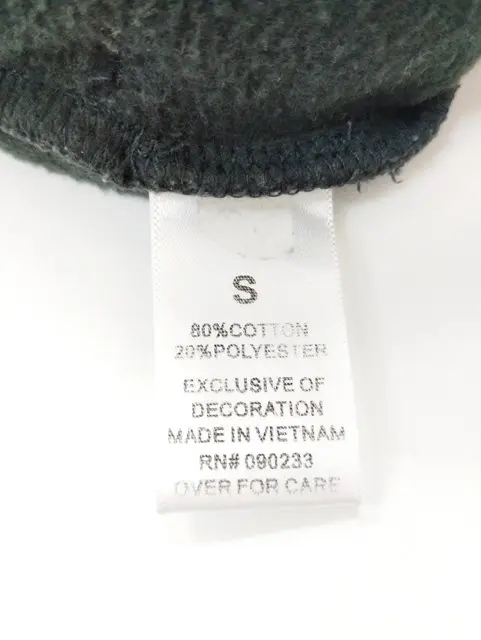 S
80%COTTON
20%POLYESTER
EXCLUSIVE OF
DECORATION
MADE IN VIETNAM
RN# 090233
OVER FOR CARE